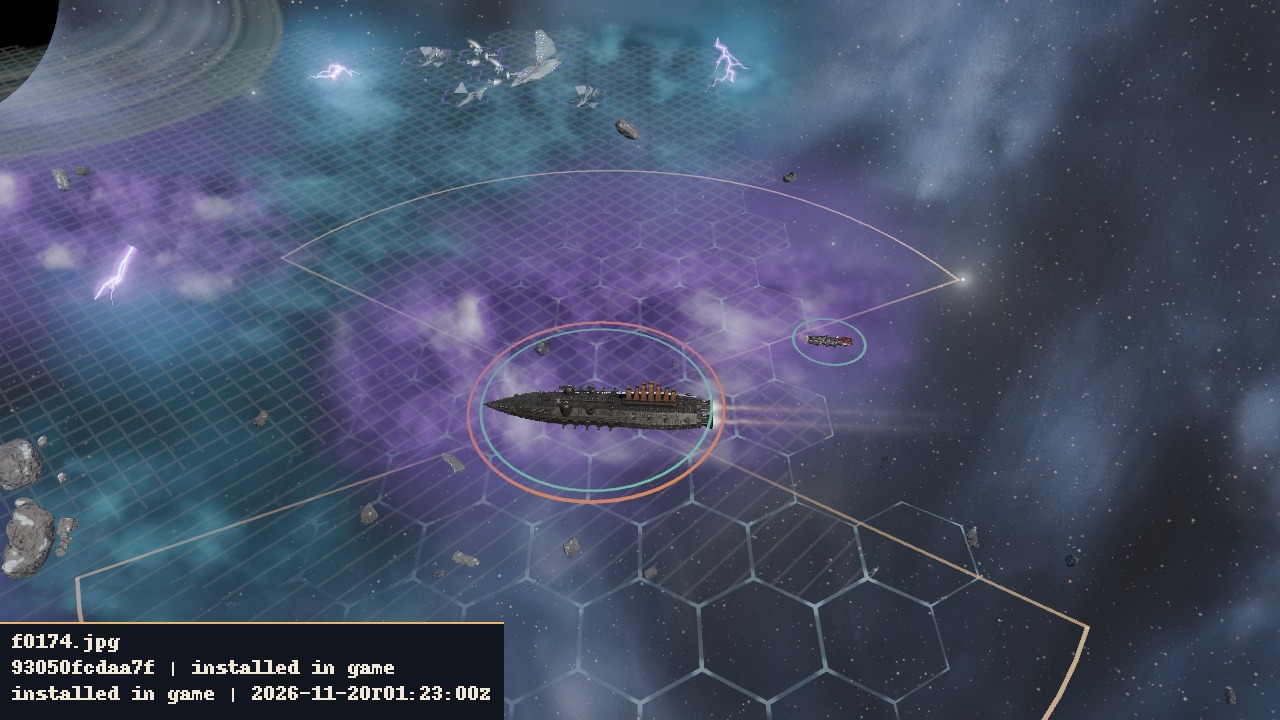 f0174.jpg
93050fcdaa7f | installed in game
installed in game | 2026-11-20T01:23:00Z